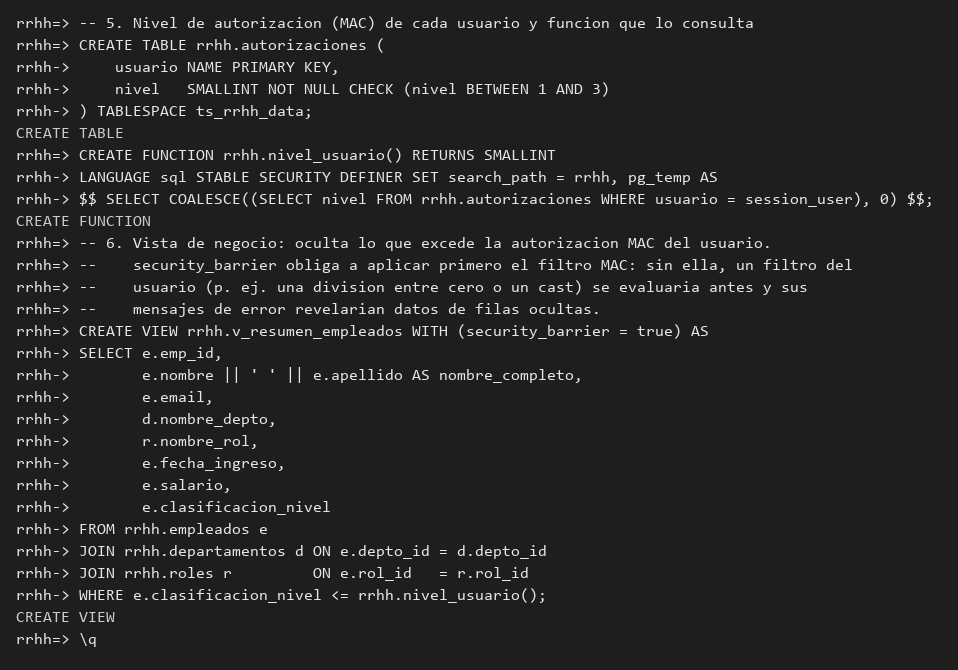 rrhh=> -- 5. Nivel de autorizacion (MAC) de cada usuario y funcion que lo consulta
rrhh=> CREATE TABLE rrhh.autorizaciones (
rrhh->     usuario NAME PRIMARY KEY,
rrhh->     nivel   SMALLINT NOT NULL CHECK (nivel BETWEEN 1 AND 3)
rrhh-> ) TABLESPACE ts_rrhh_data;
CREATE TABLE
rrhh=> CREATE FUNCTION rrhh.nivel_usuario() RETURNS SMALLINT
rrhh-> LANGUAGE sql STABLE SECURITY DEFINER SET search_path = rrhh, pg_temp AS
rrhh-> $$ SELECT COALESCE((SELECT nivel FROM rrhh.autorizaciones WHERE usuario = session_user), 0) $$;
CREATE FUNCTION
rrhh=> -- 6. Vista de negocio: oculta lo que excede la autorizacion MAC del usuario.
rrhh=> --    security_barrier obliga a aplicar primero el filtro MAC: sin ella, un filtro del
rrhh=> --    usuario (p. ej. una division entre cero o un cast) se evaluaria antes y sus
rrhh=> --    mensajes de error revelarian datos de filas ocultas.
rrhh=> CREATE VIEW rrhh.v_resumen_empleados WITH (security_barrier = true) AS
rrhh-> SELECT e.emp_id,
rrhh->        e.nombre || ' ' || e.apellido AS nombre_completo,
rrhh->        e.email,
rrhh->        d.nombre_depto,
rrhh->        r.nombre_rol,
rrhh->        e.fecha_ingreso,
rrhh->        e.salario,
rrhh->        e.clasificacion_nivel
rrhh-> FROM rrhh.empleados e
rrhh-> JOIN rrhh.departamentos d ON e.depto_id = d.depto_id
rrhh-> JOIN rrhh.roles r         ON e.rol_id   = r.rol_id
rrhh-> WHERE e.clasificacion_nivel <= rrhh.nivel_usuario();
CREATE VIEW
rrhh=> \q